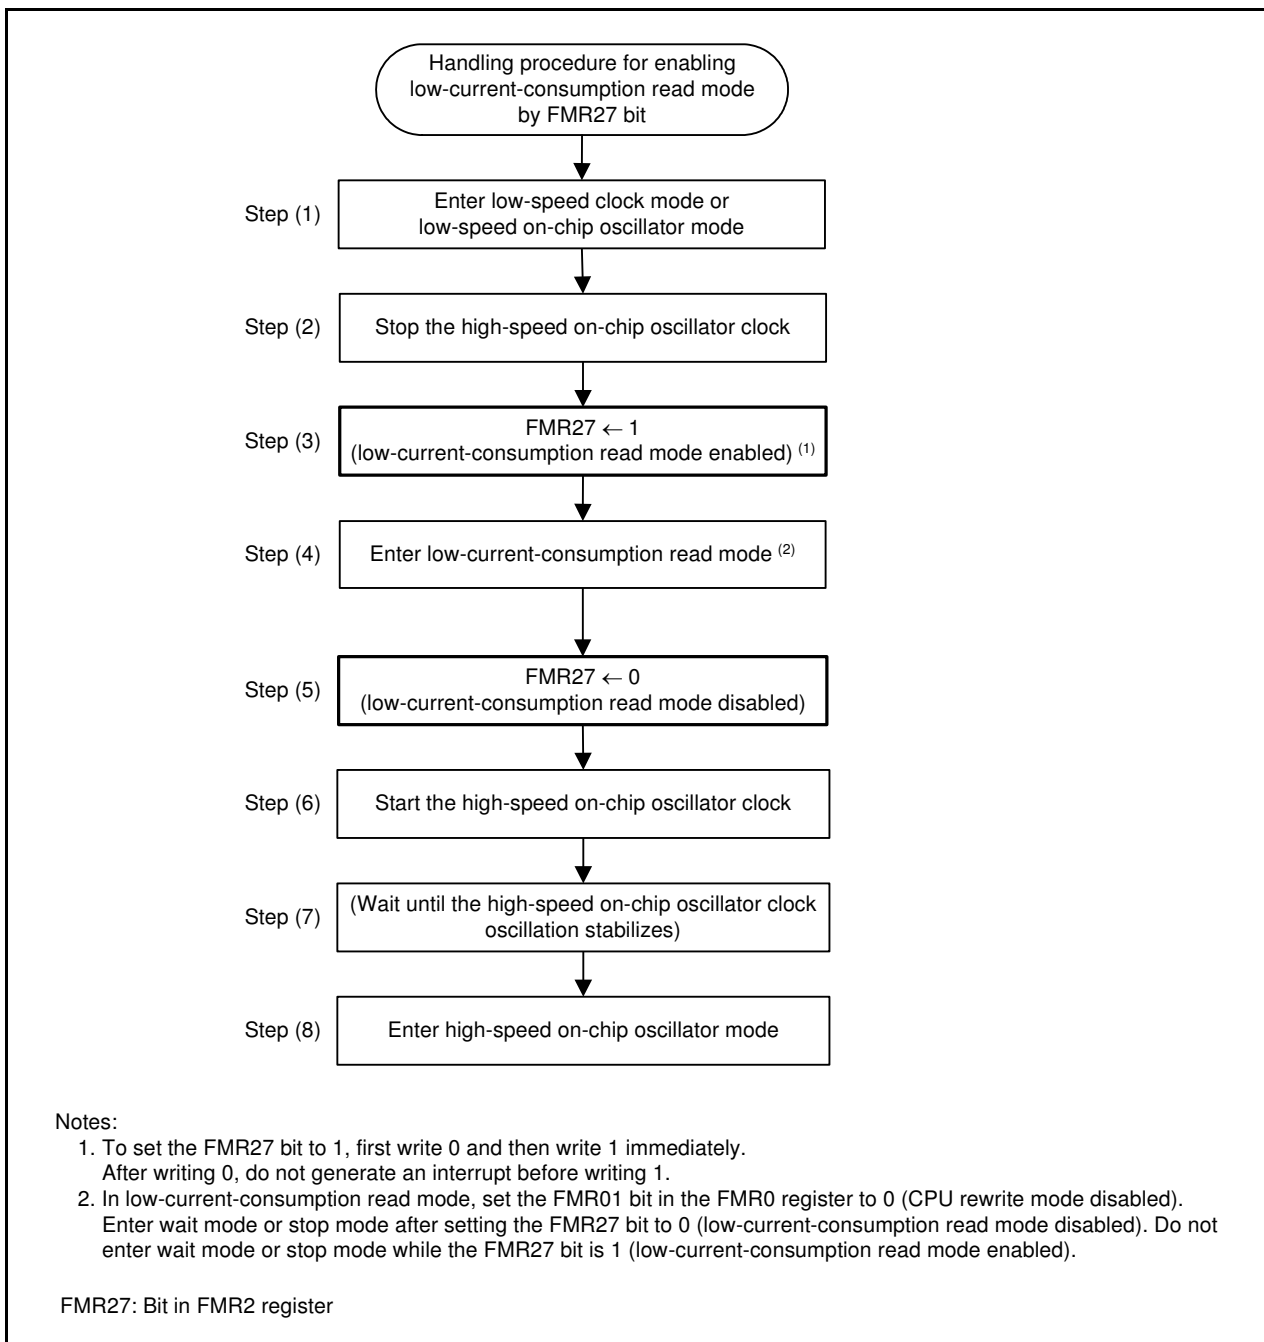 Handling procedure for enabling
low-current-consumption read mode
by FMR27 bit
Step (1)
Enter low-speed clock mode or
low-speed on-chip oscillator mode
Step (2)
Stop the high-speed on-chip oscillator clock
Step (3)
FMR27 ← 1
(low-current-consumption read mode enabled) (1)
Step (4)
Enter low-current-consumption read mode (2)
Step (5)
FMR27 ← 0
(low-current-consumption read mode disabled)
Step (6)
Start the high-speed on-chip oscillator clock
Step (7)
(Wait until the high-speed on-chip oscillator clock
oscillation stabilizes)
Step (8)
Enter high-speed on-chip oscillator mode
Notes:
1. To set the FMR27 bit to 1, first write 0 and then write 1 immediately.
After writing 0, do not generate an interrupt before writing 1.
2. In low-current-consumption read mode, set the FMR01 bit in the FMR0 register to 0 (CPU rewrite mode disabled).
Enter wait mode or stop mode after setting the FMR27 bit to 0 (low-current-consumption read mode disabled). Do not
enter wait mode or stop mode while the FMR27 bit is 1 (low-current-consumption read mode enabled).
FMR27: Bit in FMR2 register